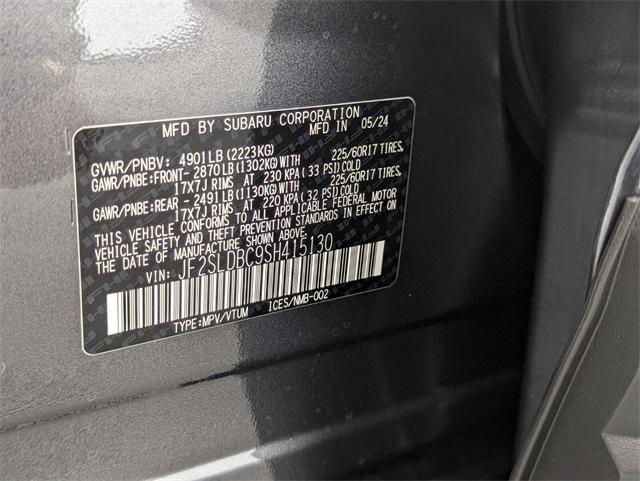 MFD BY SUBARU CORPORATION
MFD IN 05/24
GVWR/PNBV: 4901LB(2223KG)
GAWR/PNBE:FRONT- 2870LB(1302KG)WITH 225/60R17 TIRES,
17X7J RIMS AT 230 KPA(33 PSI)COLD
GAWR/PNBE:REAR - 2491LB(1130KG)WITH 225/60R17 TIRES,
17X7J RIMS AT 220 KPA(32 PSI)COLD
THIS VEHICLE CONFORMS TO ALL APPLICABLE FEDERAL MOTOR
VEHICLE SAFETY AND THEFT PREVENTION STANDARDS IN EFFECT ON
THE DATE OF MANUFACTURE SHOWN ABOVE.
VIN: JF2SLDBC9SH415130
TYPE:MPV/VTUM ICES/NMB-002